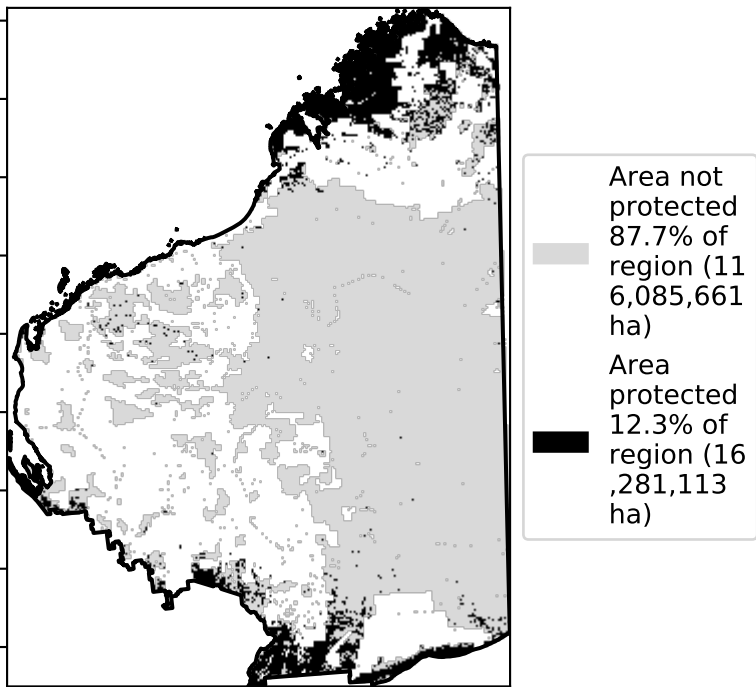 Area not
protected
87.7% of
region (11
6,085,661
ha)
Area
protected
12.3% of
region (16
,281,113
ha)